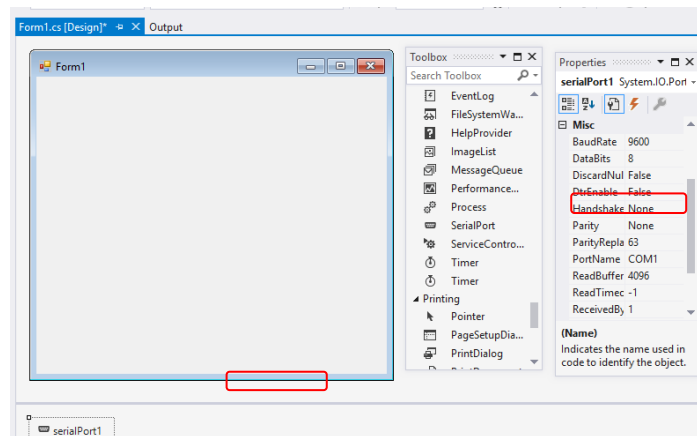 Form1.cs [Design]* Output
Form1
Toolbox
Search Toolbox
EventLog
FileSystemWa...
HelpProvider
ImageList
MessageQueue
Performance...
Process
SerialPort
ServiceContro...
Timer
Timer
Printing
Pointer
PageSetupDia...
PrintDialog
Properties
serialPort1 System.IO.Port
Misc
BaudRate 9600
DataBits 8
DiscardNul False
DtrEnable False
Handshake None
Parity None
ParityRepla 63
PortName COM1
ReadBuffer 4096
ReadTimec -1
ReceivedBy 1
(Name)
Indicates the name used in
code to identify the object.
serialPort1